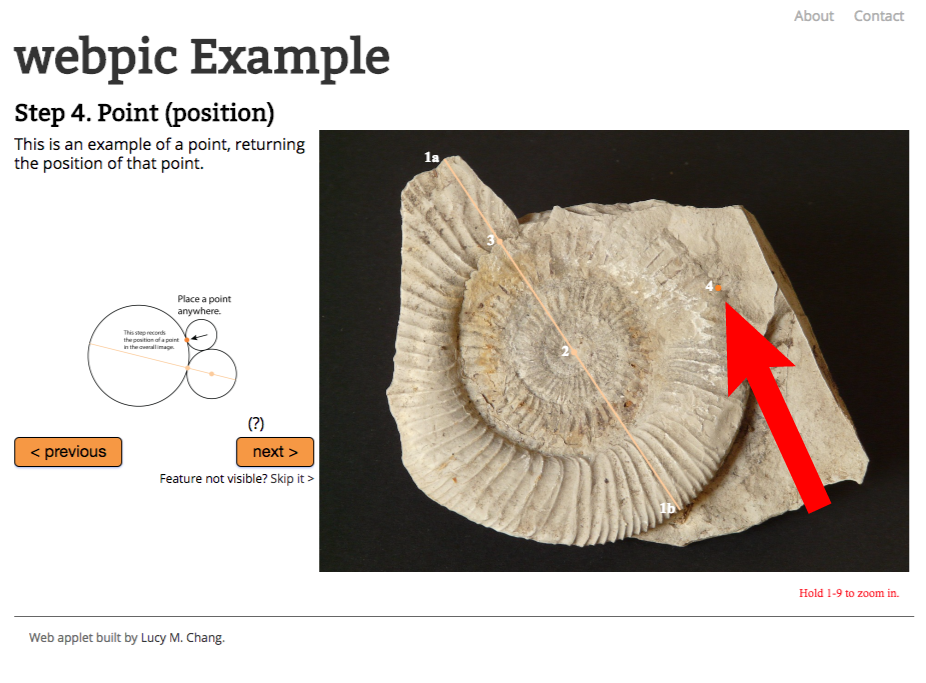 About Contact
webpic Example
Step 4. Point (position)
This is an example of a point, returning
the position of that point.
Place a point
anywhere.
This step records
the position of a point
in the overall image.
(?)
< previous
next >
Feature not visible? Skip it >
1a
3
4
2
1b
Hold 1-9 to zoom in.
Web applet built by Lucy M. Chang.